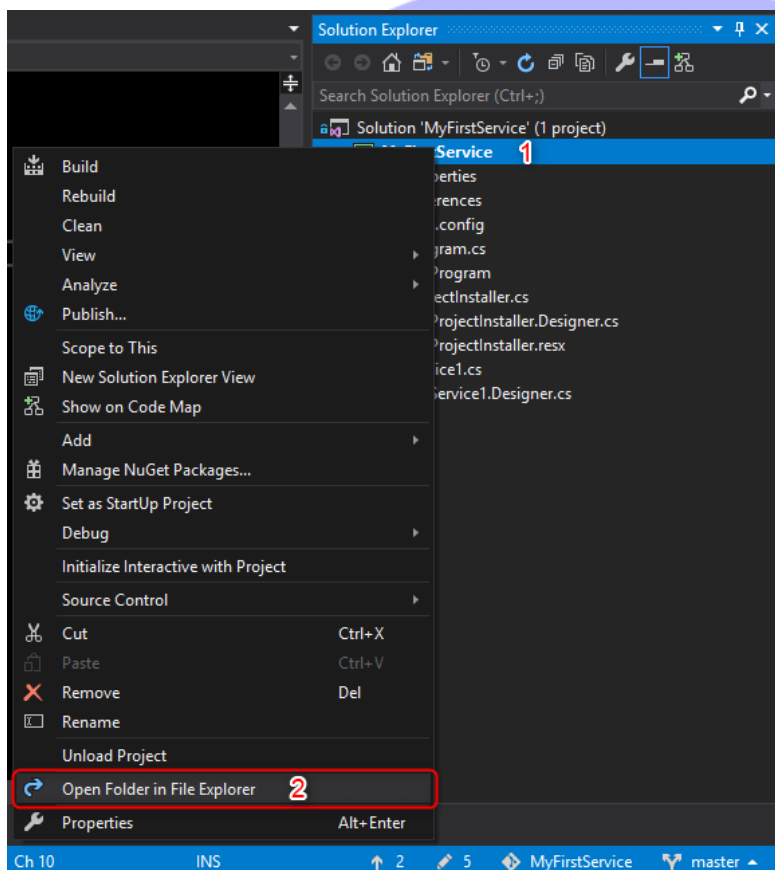 Solution Explorer
Search Solution Explorer (Ctrl+;)
Solution 'MyFirstService' (1 project)
Service 1
perties
rences
.config
gram.cs
Program
ectInstaller.cs
ProjectInstaller.Designer.cs
ProjectInstaller.resx
ice1.cs
Service1.Designer.cs
Build
Rebuild
Clean
View
Analyze
Publish...
Scope to This
New Solution Explorer View
Show on Code Map
Add
Manage NuGet Packages...
Set as StartUp Project
Debug
Initialize Interactive with Project
Source Control
Cut Ctrl+X
Paste Ctrl+V
Remove Del
Rename
Unload Project
Open Folder in File Explorer 2
Properties Alt+Enter
Ch 10 INS 2 5 MyFirstService master